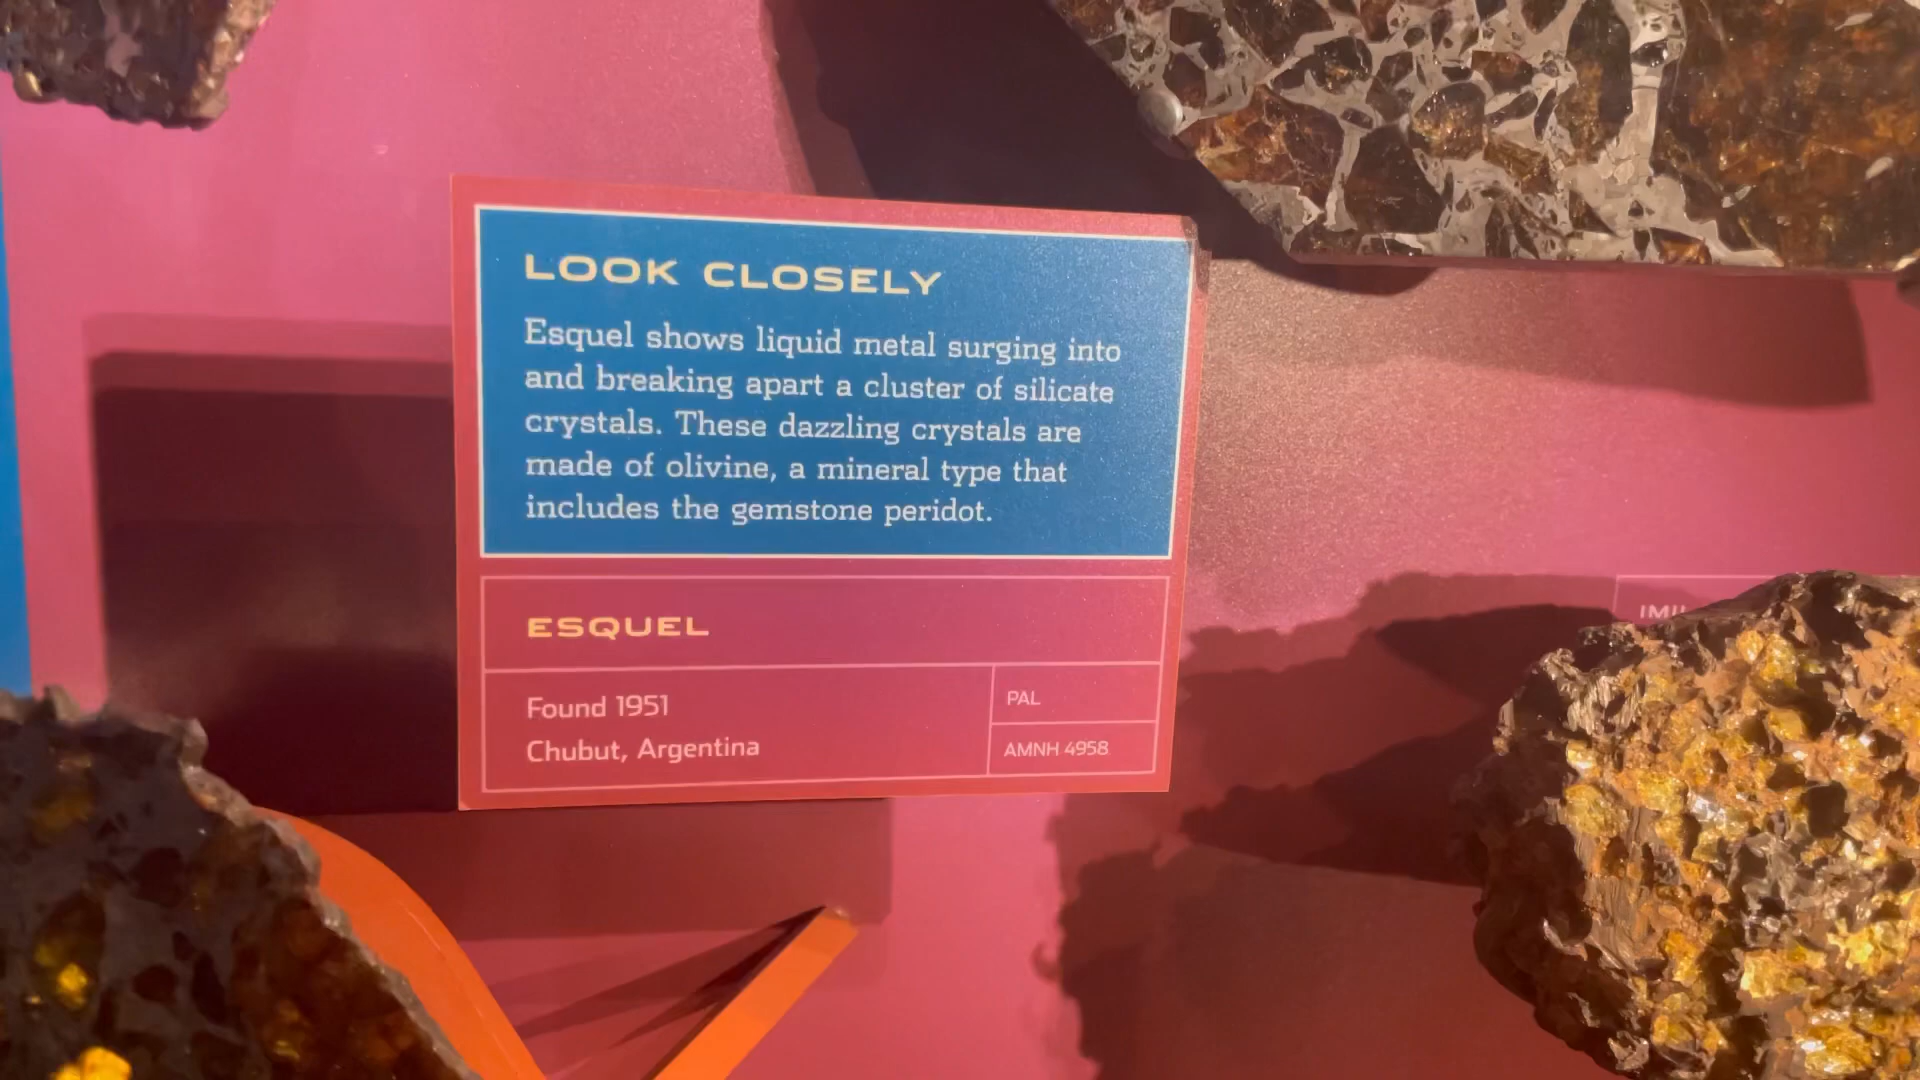 LOOK CLOSELY
Esquel shows liquid metal surging into
and breaking apart a cluster of silicate
crystals. These dazzling crystals are
made of olivine, a mineral type that
includes the gemstone peridot.
ESQUEL
Found 1951
Chubut, Argentina
PAL
AMNH 4958